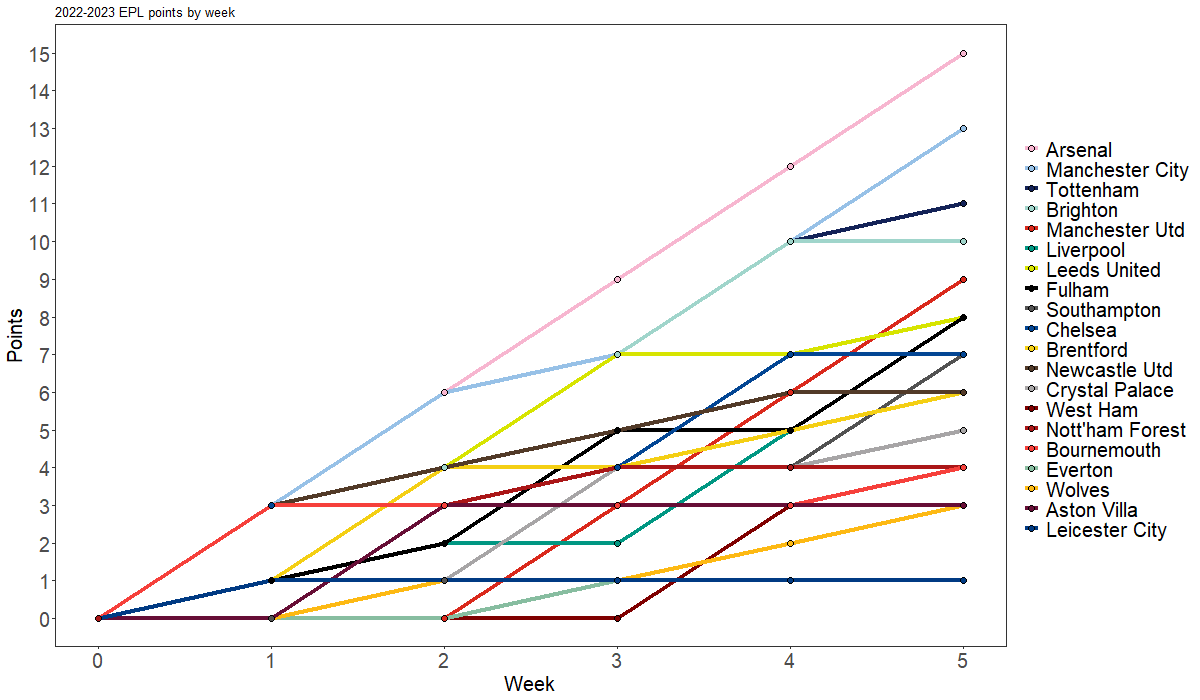 2022-2023 EPL points by week
15
14
13
12
11
10
9
8
7
6
5
4
3
2
1
0
Points
0 1 2 3 4 5
Week
Arsenal
Manchester City
Tottenham
Brighton
Manchester Utd
Liverpool
Leeds United
Fulham
Southampton
Chelsea
Brentford
Newcastle Utd
Crystal Palace
West Ham
Nott'ham Forest
Bournemouth
Everton
Wolves
Aston Villa
Leicester City